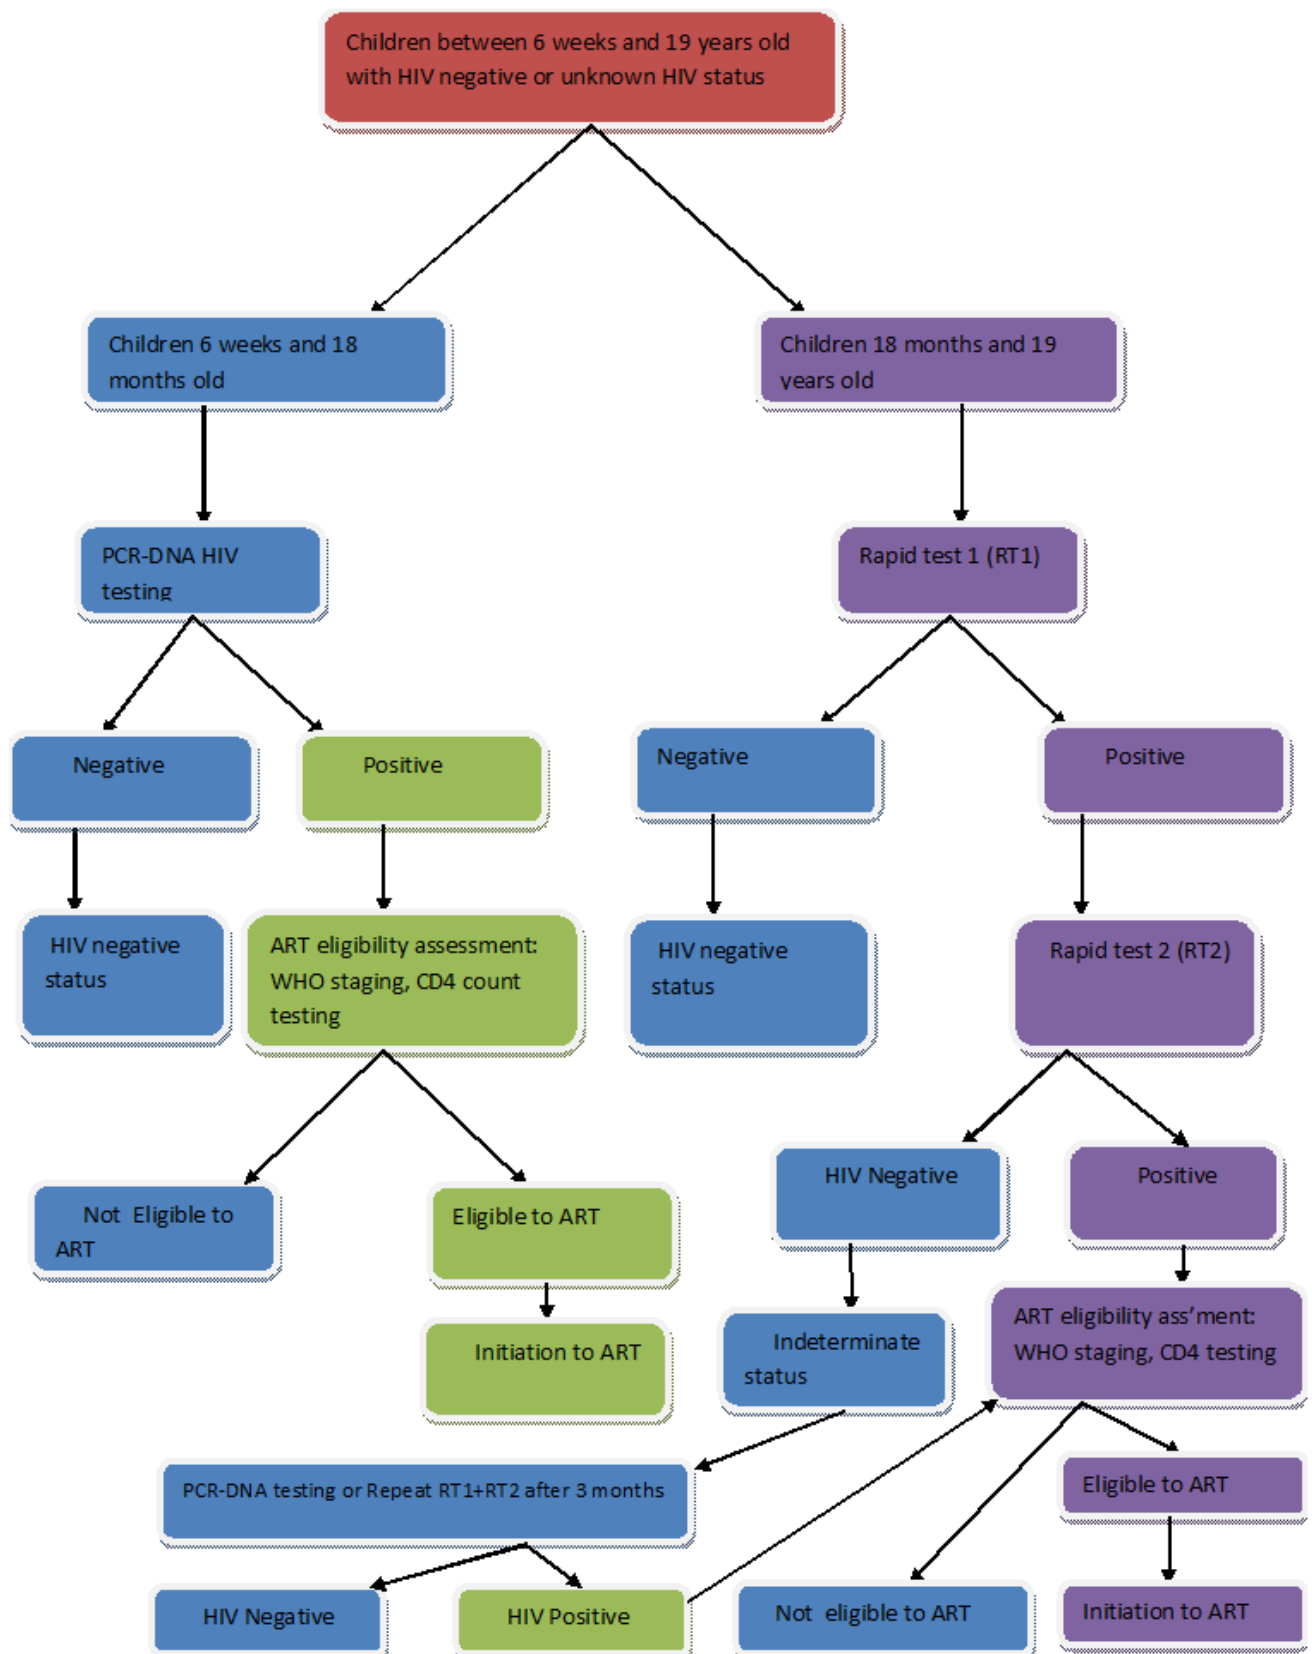 Children between 6 weeks and 19 years old
with HIV negative or unknown HIV status
Children 6 weeks and 18
months old
Children 18 months and 19
years old
PCR-DNA HIV
testing
Rapid test 1 (RT1)
Negative
Positive
Negative
Positive
HIV negative
status
ART eligibility assessment:
WHO staging, CD4 count
testing
HIV negative
status
Rapid test 2 (RT2)
HIV Negative
Positive
Not Eligible to
ART
Eligible to ART
Initiation to ART
Indeterminate
status
ART eligibility ass’ment:
WHO staging, CD4 testing
PCR-DNA testing or Repeat RT1+RT2 after 3 months
Eligible to ART
HIV Negative
HIV Positive
Not eligible to ART
Initiation to ART